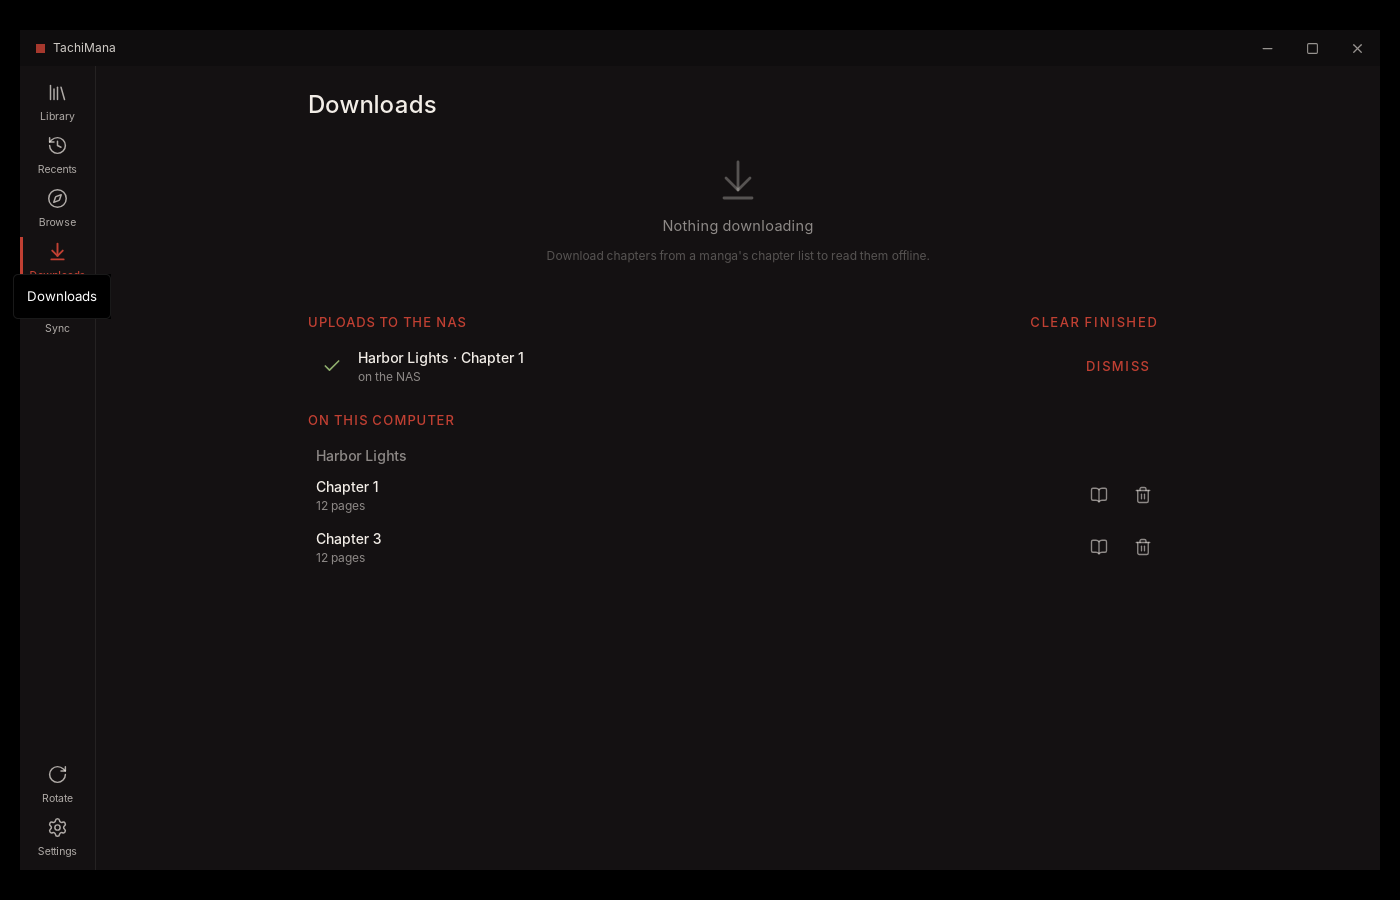 TachiMana
Library
Recents
Browse
Downloads
Downloads
Sync
Rotate
Settings
Downloads
Nothing downloading
Download chapters from a manga's chapter list to read them offline.
UPLOADS TO THE NAS
CLEAR FINISHED
Harbor Lights · Chapter 1
on the NAS
DISMISS
ON THIS COMPUTER
Harbor Lights
Chapter 1
12 pages
Chapter 3
12 pages